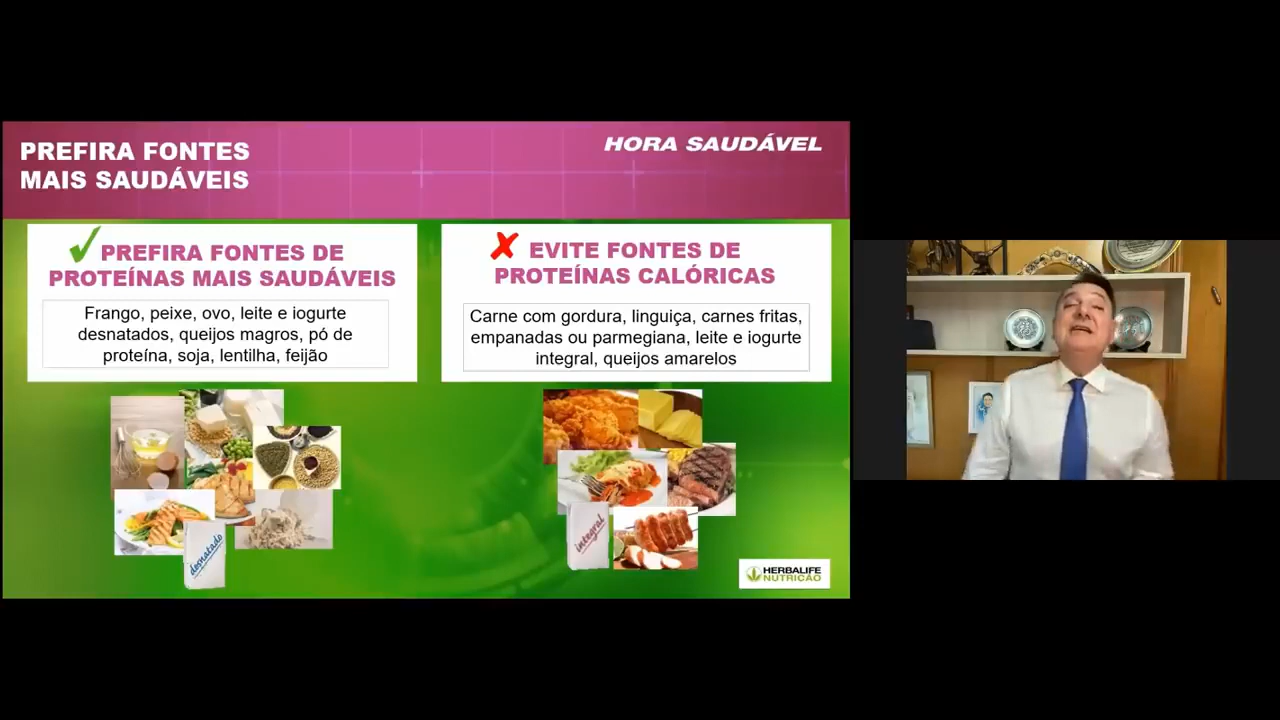 PREFIRA FONTES
MAIS SAUDÁVEIS
HORA SAUDÁVEL
PREFIRA FONTES DE
PROTEÍNAS MAIS SAUDÁVEIS
Frango, peixe, ovo, leite e iogurte
desnatados, queijos magros, pó de
proteína, soja, lentilha, feijão
EVITE FONTES DE
PROTEÍNAS CALÓRICAS
Carne com gordura, linguiça, carnes fritas,
empanadas ou parmegiana, leite e iogurte
integral, queijos amarelos
desnatado
integral
HERBALIFE
NUTRIÇÃO